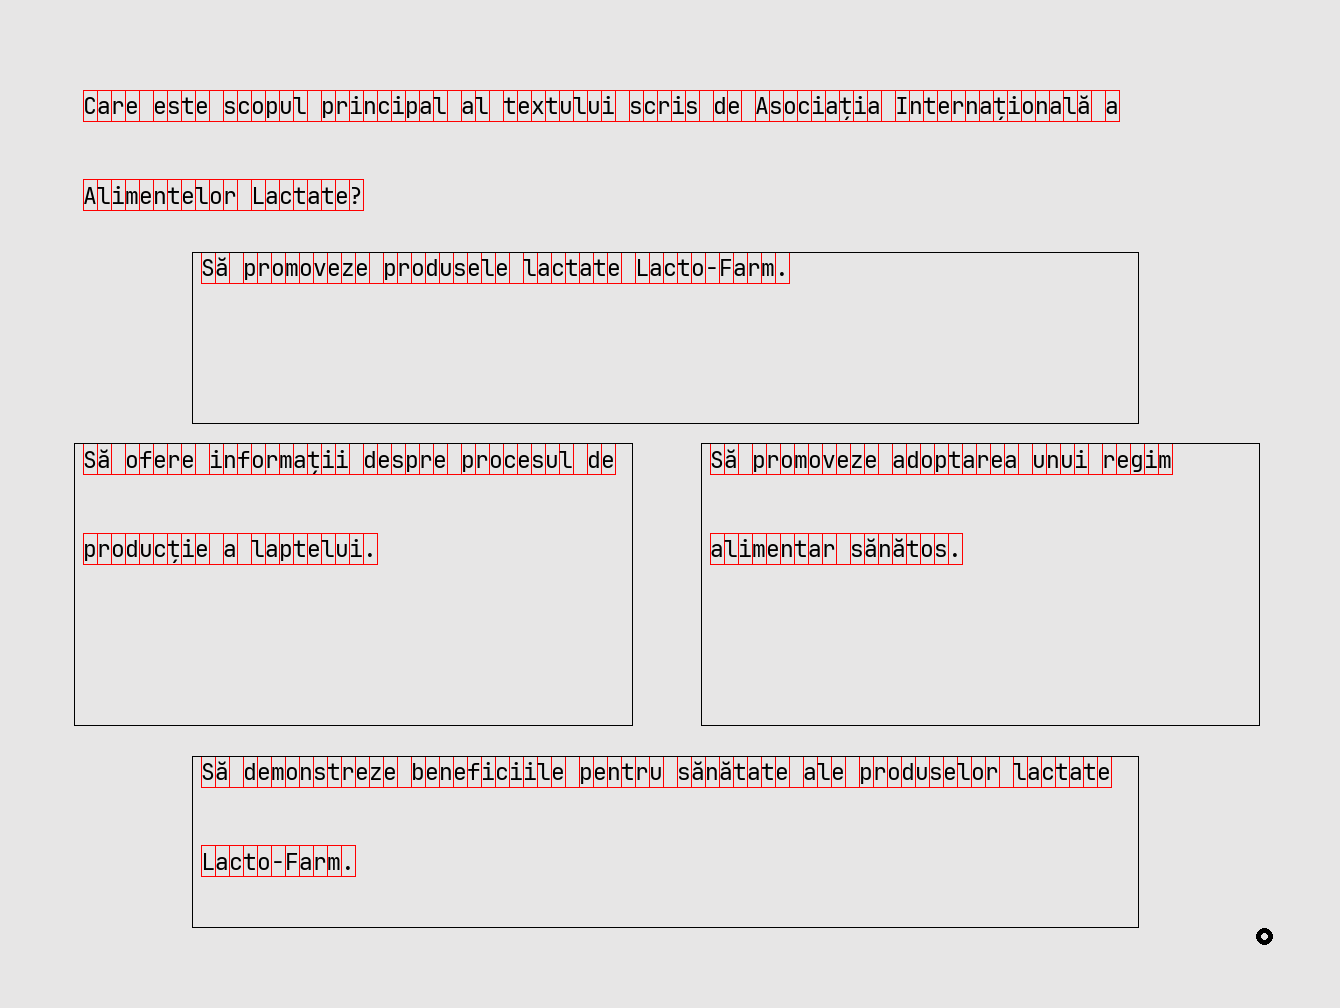 Care este scopul principal al textului scris de Asociația Internațională a
Alimentelor Lactate?
Să promoveze produsele lactate Lacto-Farm.
Să ofere informații despre procesul de
producție a laptelui.
Să promoveze adoptarea unui regim
alimentar sănătos.
Să demonstreze beneficiile pentru sănătate ale produselor lactate
Lacto-Farm.